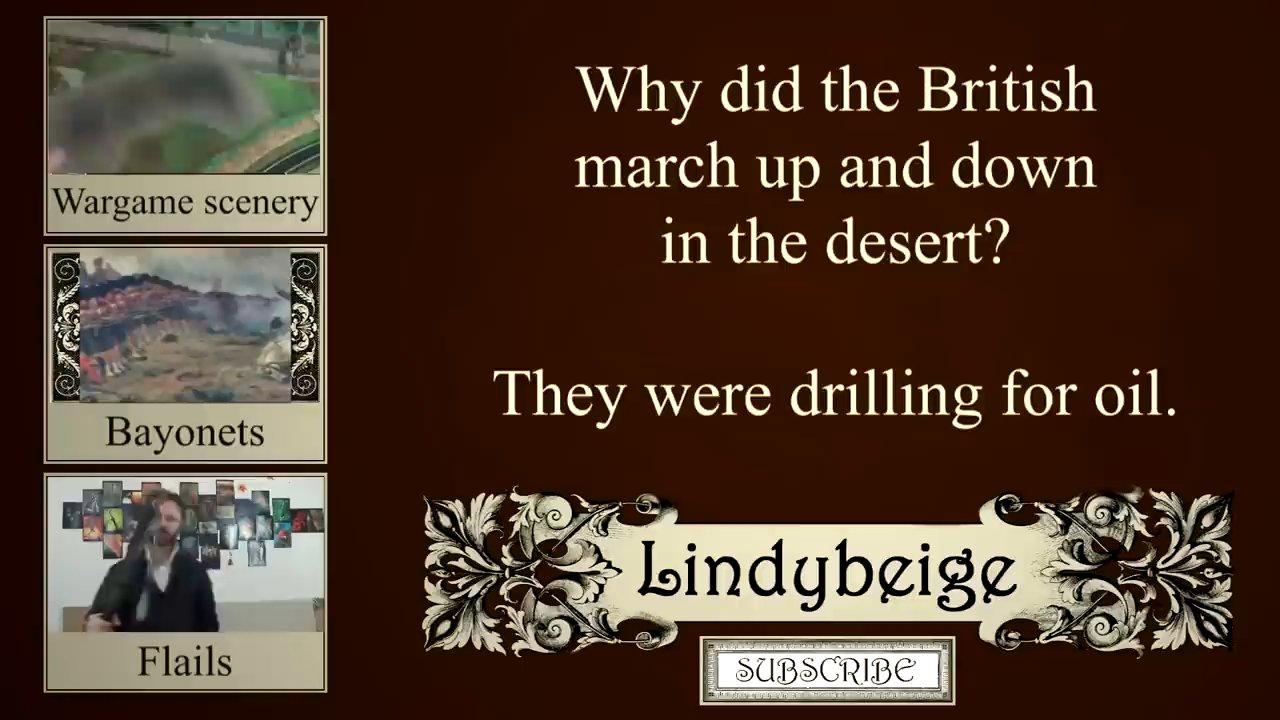 Wargame scenery
Bayonets
Flails
Why did the British
march up and down
in the desert?
They were drilling for oil.
Lindybeige
SUBSCRIBE